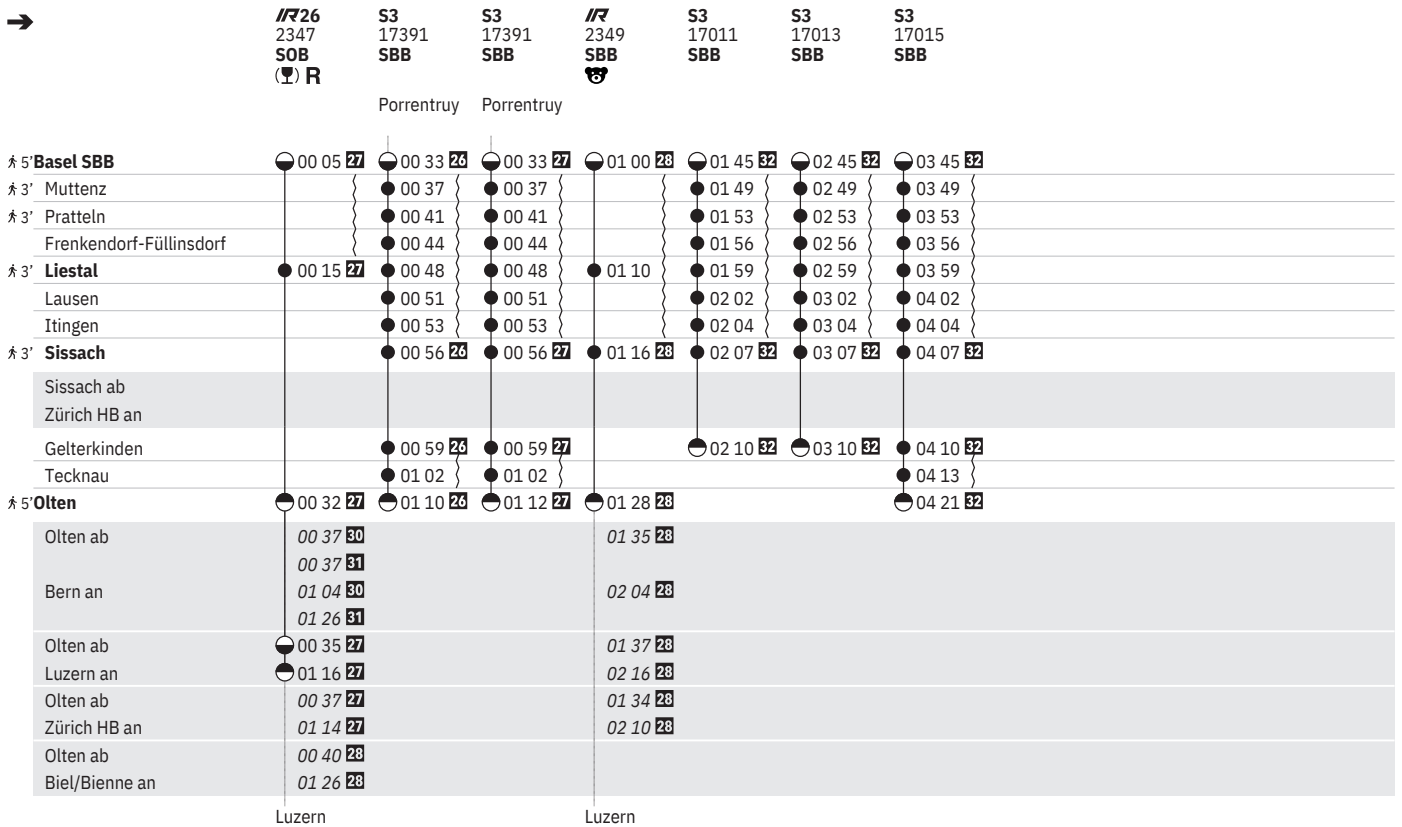 IR26 S3 S3 IR S3 S3 S3
2347 17391 17391 2349 17011 17013 17015
SOB SBB SBB SBB SBB SBB SBB
R
Porrentruy Porrentruy
5' Basel SBB 00 05 27 00 33 26 00 33 27 01 00 28 01 45 32 02 45 32 03 45 32
3' Muttenz 00 37 00 37 01 49 02 49 03 49
3' Pratteln 00 41 00 41 01 53 02 53 03 53
Frenkendorf-Füllinsdorf 00 44 00 44 01 56 02 56 03 56
3' Liestal 00 15 27 00 48 00 48 01 10 01 59 02 59 03 59
Lausen 00 51 00 51 02 02 03 02 04 02
Itingen 00 53 00 53 02 04 03 04 04 04
3' Sissach 00 56 26 00 56 27 01 16 28 02 07 32 03 07 32 04 07 32
Sissach ab
Zürich HB an
Gelterkinden 00 59 26 00 59 27 02 10 32 03 10 32 04 10 32
Tecknau 01 02 01 02 04 13
5' Olten 00 32 27 01 10 26 01 12 27 01 28 28 04 21 32
Olten ab 00 37 30 01 35 28
00 37 31
Bern an 01 04 30 02 04 28
01 26 31
Olten ab 00 35 27 01 37 28
Luzern an 01 16 27 02 16 28
Olten ab 00 37 27 01 34 28
Zürich HB an 01 14 27 02 10 28
Olten ab 00 40 28
Biel/Bienne an 01 26 28
Luzern Luzern